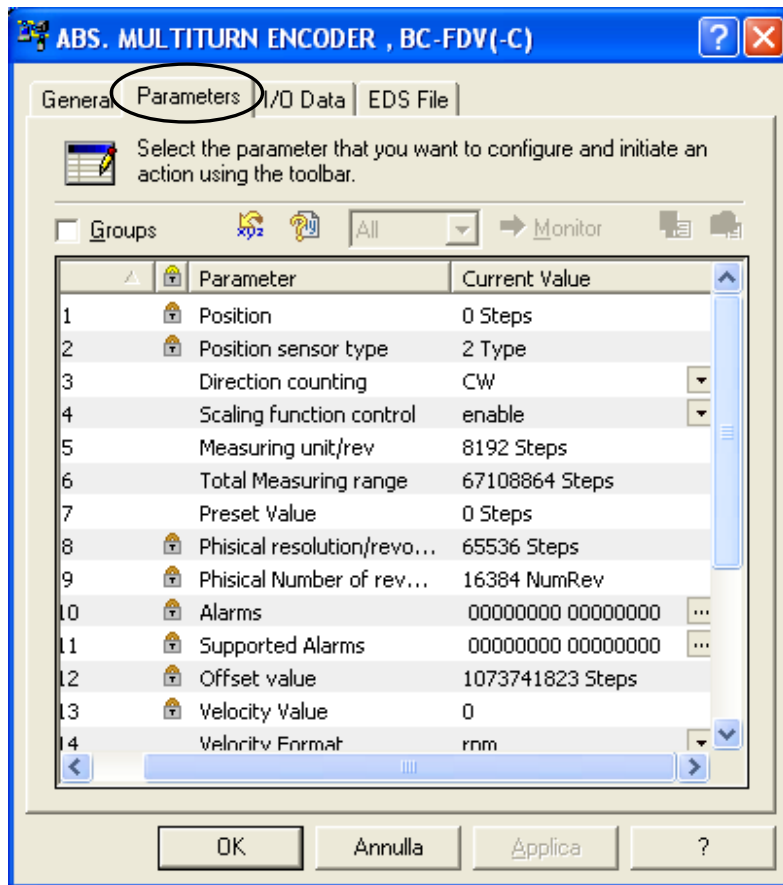 ABS. MULTITURN ENCODER , BC-FDV(-C)
General Parameters I/O Data EDS File
Select the parameter that you want to configure and initiate an
action using the toolbar.
Groups xyz All Monitor
Parameter Current Value
1 Position 0 Steps
2 Position sensor type 2 Type
3 Direction counting CW
4 Scaling function control enable
5 Measuring unit/rev 8192 Steps
6 Total Measuring range 67108864 Steps
7 Preset Value 0 Steps
8 Phisical resolution/revo... 65536 Steps
9 Phisical Number of rev... 16384 NumRev
10 Alarms 00000000 00000000 ...
11 Supported Alarms 00000000 00000000 ...
12 Offset value 1073741823 Steps
13 Velocity Value 0
14 Velocity Format rpm
OK Annulla Applica ?